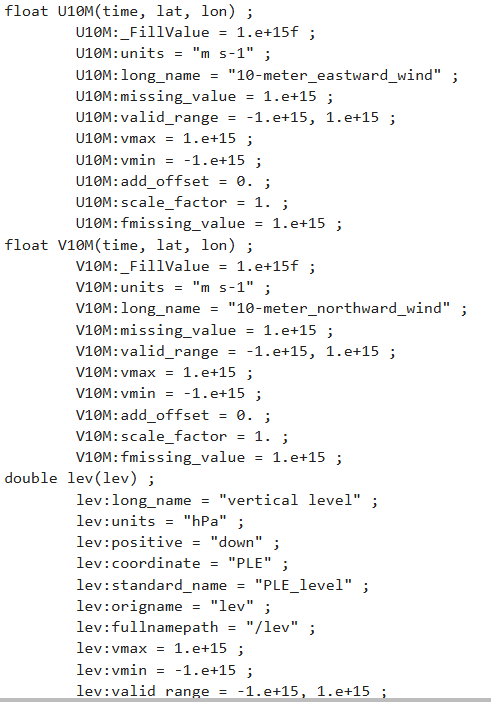 float U10M(time, lat, lon) ;
U10M:_FillValue = 1.e+15f ;
U10M:units = "m s-1" ;
U10M:long_name = "10-meter_eastward_wind" ;
U10M:missing_value = 1.e+15 ;
U10M:valid_range = -1.e+15, 1.e+15 ;
U10M:vmax = 1.e+15 ;
U10M:vmin = -1.e+15 ;
U10M:add_offset = 0. ;
U10M:scale_factor = 1. ;
U10M:fmissing_value = 1.e+15 ;
float V10M(time, lat, lon) ;
V10M:_FillValue = 1.e+15f ;
V10M:units = "m s-1" ;
V10M:long_name = "10-meter_northward_wind" ;
V10M:missing_value = 1.e+15 ;
V10M:valid_range = -1.e+15, 1.e+15 ;
V10M:vmax = 1.e+15 ;
V10M:vmin = -1.e+15 ;
V10M:add_offset = 0. ;
V10M:scale_factor = 1. ;
V10M:fmissing_value = 1.e+15 ;
double lev(lev) ;
lev:long_name = "vertical level" ;
lev:units = "hPa" ;
lev:positive = "down" ;
lev:coordinate = "PLE" ;
lev:standard_name = "PLE_level" ;
lev:origname = "lev" ;
lev:fullnamepath = "/lev" ;
lev:vmax = 1.e+15 ;
lev:vmin = -1.e+15 ;
lev:valid_range = -1.e+15, 1.e+15 ;